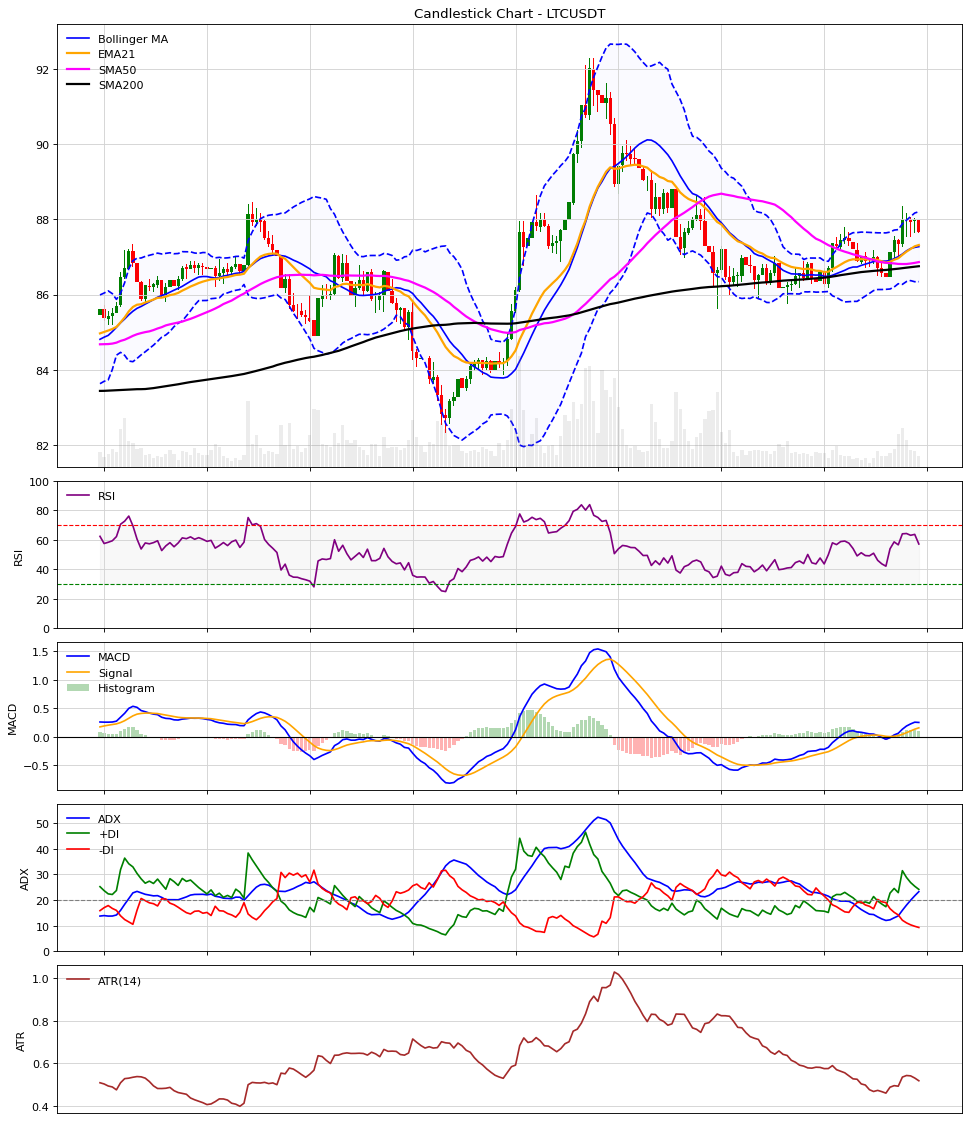 Candlestick Chart - LTCUSDT
Bollinger MA
EMA21
SMA50
SMA200
92
90
88
86
84
82
RSI
100
80
60
40
20
0
RSI
MACD
Signal
Histogram
1.5
1.0
0.5
0.0
−0.5
MACD
ADX
+DI
-DI
50
40
30
20
10
0
ADX
ATR(14)
1.0
0.8
0.6
0.4
ATR